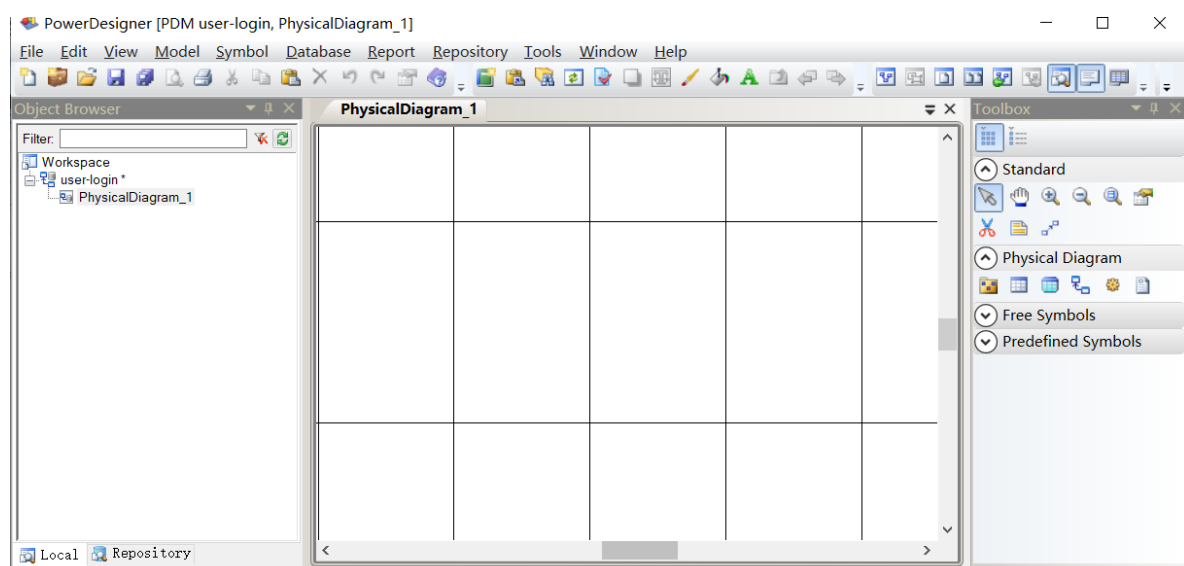 PowerDesigner [PDM user-login, PhysicalDiagram_1]
File Edit View Model Symbol Database Report Repository Tools Window Help
Object Browser
PhysicalDiagram_1
Toolbox
Filter:
Workspace
user-login *
PhysicalDiagram_1
Standard
Physical Diagram
Free Symbols
Predefined Symbols
Local Repository